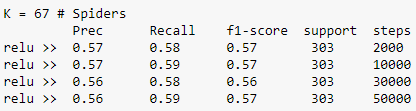 K = 67 # Spiders
Prec Recall f1-score support steps
relu >> 0.57 0.58 0.57 303 2000
relu >> 0.57 0.59 0.57 303 10000
relu >> 0.56 0.58 0.56 303 30000
relu >> 0.56 0.59 0.57 303 50000